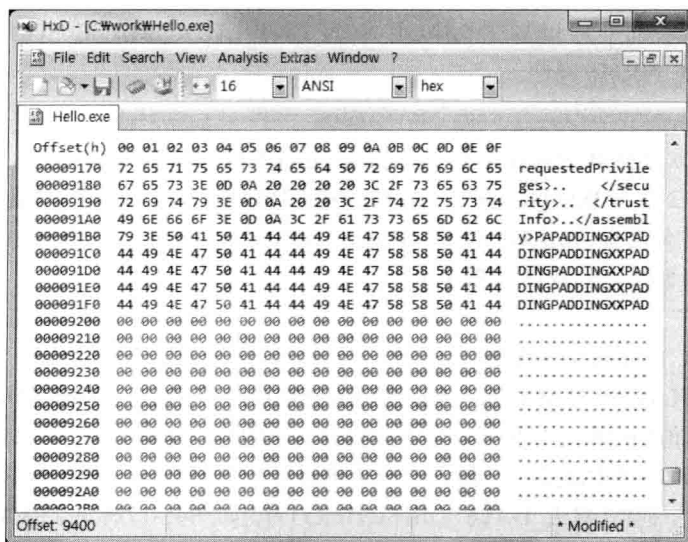 HxD - [C:₩work₩Hello.exe]
File Edit Search View Analysis Extras Window ?
16 ANSI hex
Hello.exe
Offset(h) 00 01 02 03 04 05 06 07 08 09 0A 0B 0C 0D 0E 0F
00009170 72 65 71 75 65 73 74 65 64 50 72 69 76 69 6C 65 requestedPrivile
00009180 67 65 73 3E 0D 0A 20 20 20 20 3C 2F 73 65 63 75 ges>..    </secu
00009190 72 69 74 79 3E 0D 0A 20 20 3C 2F 74 72 75 73 74 rity>..  </trust
000091A0 49 6E 66 6F 3E 0D 0A 3C 2F 61 73 73 65 6D 62 6C Info>..</assembl
000091B0 79 3E 50 41 50 41 44 44 49 4E 47 58 58 50 41 44 y>PAPADDINGXXPAD
000091C0 44 49 4E 47 50 41 44 44 49 4E 47 58 58 50 41 44 DINGPADDINGXXPAD
000091D0 44 49 4E 47 50 41 44 44 49 4E 47 58 58 50 41 44 DINGPADDINGXXPAD
000091E0 44 49 4E 47 50 41 44 44 49 4E 47 58 58 50 41 44 DINGPADDINGXXPAD
000091F0 44 49 4E 47 50 41 44 44 49 4E 47 58 58 50 41 44 DINGPADDINGXXPAD
00009200 00 00 00 00 00 00 00 00 00 00 00 00 00 00 00 00 ................
00009210 00 00 00 00 00 00 00 00 00 00 00 00 00 00 00 00 ................
00009220 00 00 00 00 00 00 00 00 00 00 00 00 00 00 00 00 ................
00009230 00 00 00 00 00 00 00 00 00 00 00 00 00 00 00 00 ................
00009240 00 00 00 00 00 00 00 00 00 00 00 00 00 00 00 00 ................
00009250 00 00 00 00 00 00 00 00 00 00 00 00 00 00 00 00 ................
00009260 00 00 00 00 00 00 00 00 00 00 00 00 00 00 00 00 ................
00009270 00 00 00 00 00 00 00 00 00 00 00 00 00 00 00 00 ................
00009280 00 00 00 00 00 00 00 00 00 00 00 00 00 00 00 00 ................
00009290 00 00 00 00 00 00 00 00 00 00 00 00 00 00 00 00 ................
000092A0 00 00 00 00 00 00 00 00 00 00 00 00 00 00 00 00 ................
000092B0 00 00 00 00 00 00 00 00 00 00 00 00 00 00 00 00 ................
Offset: 9400 * Modified *